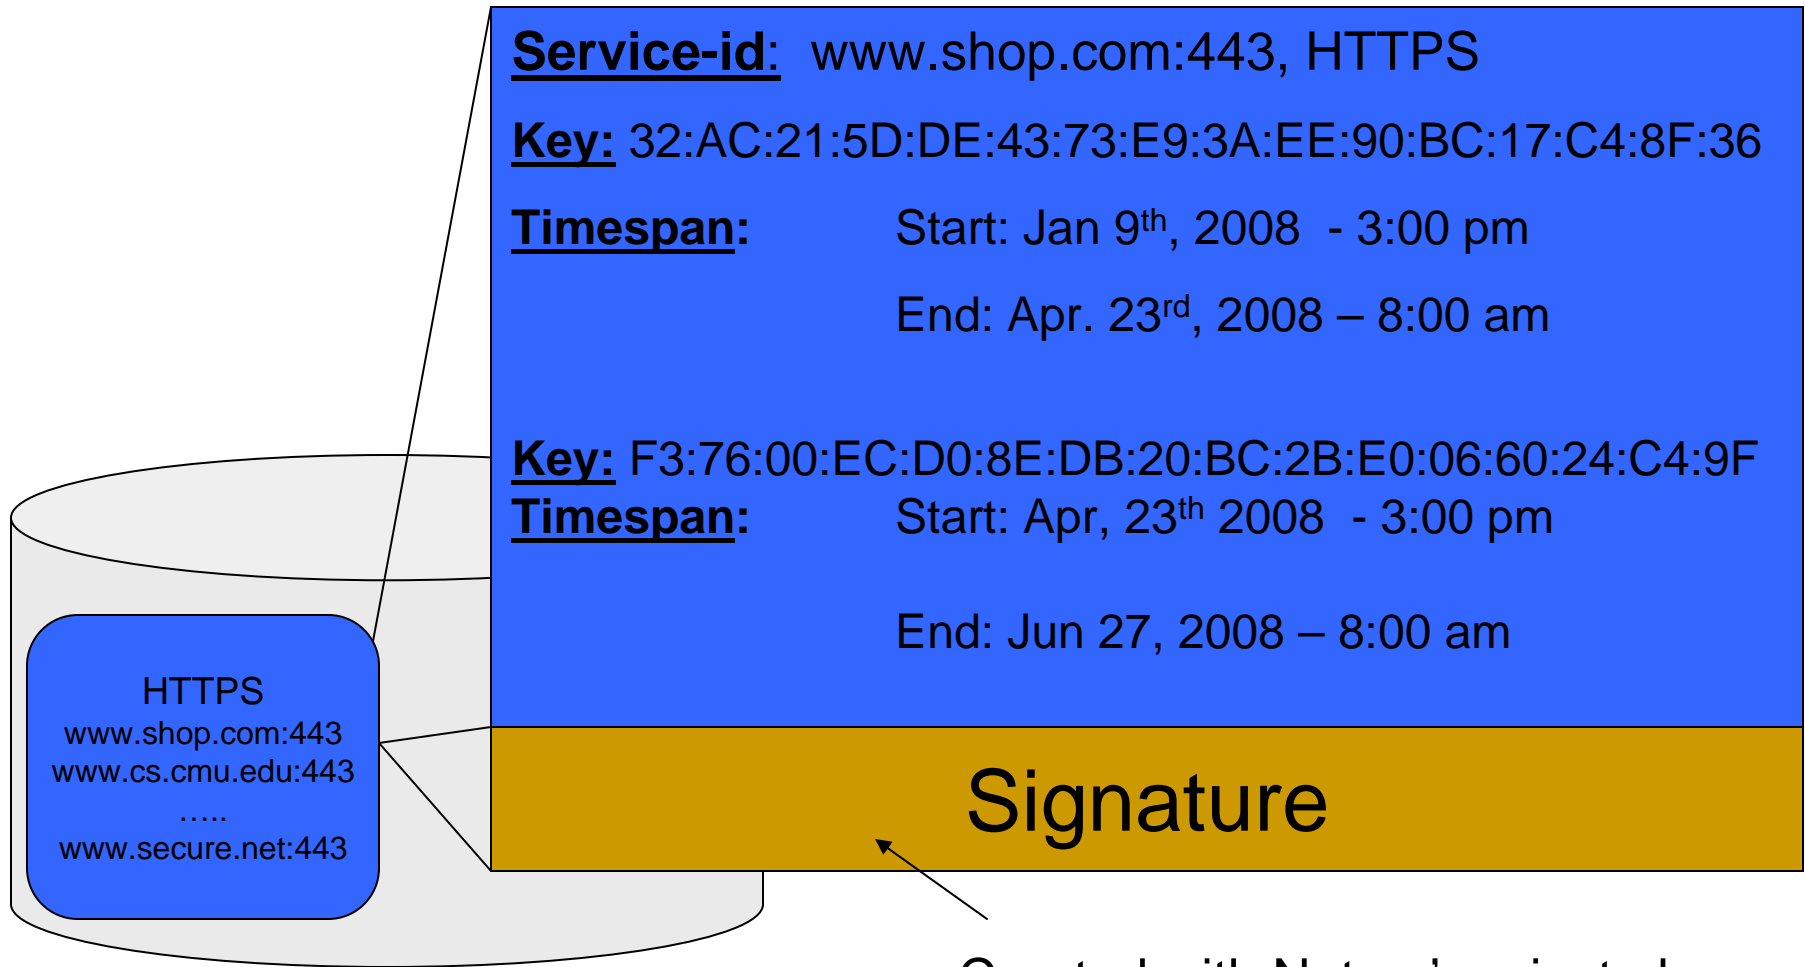 Service-id: www.shop.com:443, HTTPS
Key: 32:AC:21:5D:DE:43:73:E9:3A:EE:90:BC:17:C4:8F:36
Timespan: Start: Jan 9th, 2008 - 3:00 pm
End: Apr. 23rd, 2008 – 8:00 am
Key: F3:76:00:EC:D0:8E:DB:20:BC:2B:E0:06:60:24:C4:9F
Timespan: Start: Apr, 23th 2008 - 3:00 pm
End: Jun 27, 2008 – 8:00 am
HTTPS
www.shop.com:443
www.cs.cmu.edu:443
…..
www.secure.net:443
Signature
Created with